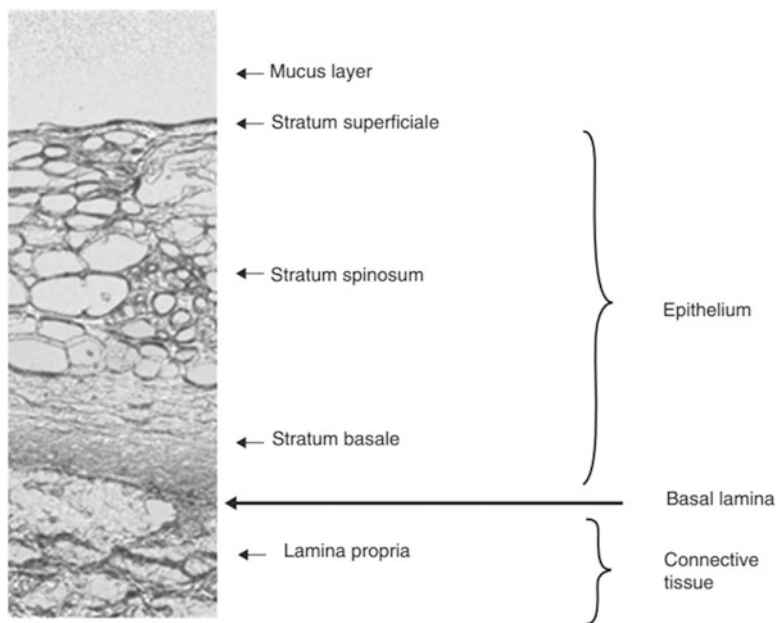 Mucus layer
Stratum superficiale
Stratum spinosum
Epithelium
Stratum basale
Basal lamina
Lamina propria
Connective
tissue